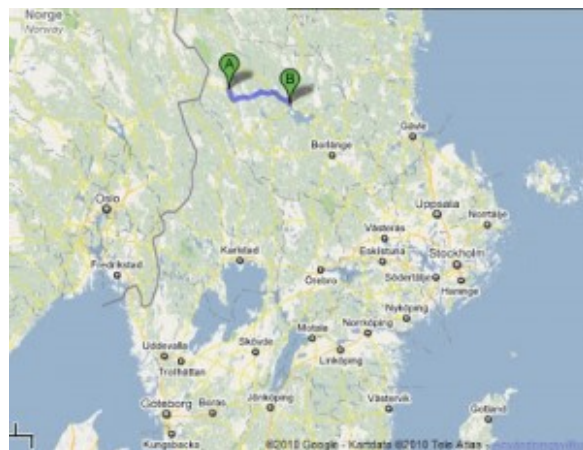 Norge
Norway
A
B
Gävle
Borlänge
Oslo
Uppsala
Norrtälje
Västerås
Karlstad
Eskilstuna
Stockholm
Fredrikstad
Örebro
Södertälje
Haninge
Nyköping
Motala
Norrköping
Uddevalla
Skövde
Linköping
Trollhättan
Göteborg
Borås
Jönköping
Västervik
Gotland
Kungsbacka
©2010 Google - Kartdata ©2010 Tele Atlas -